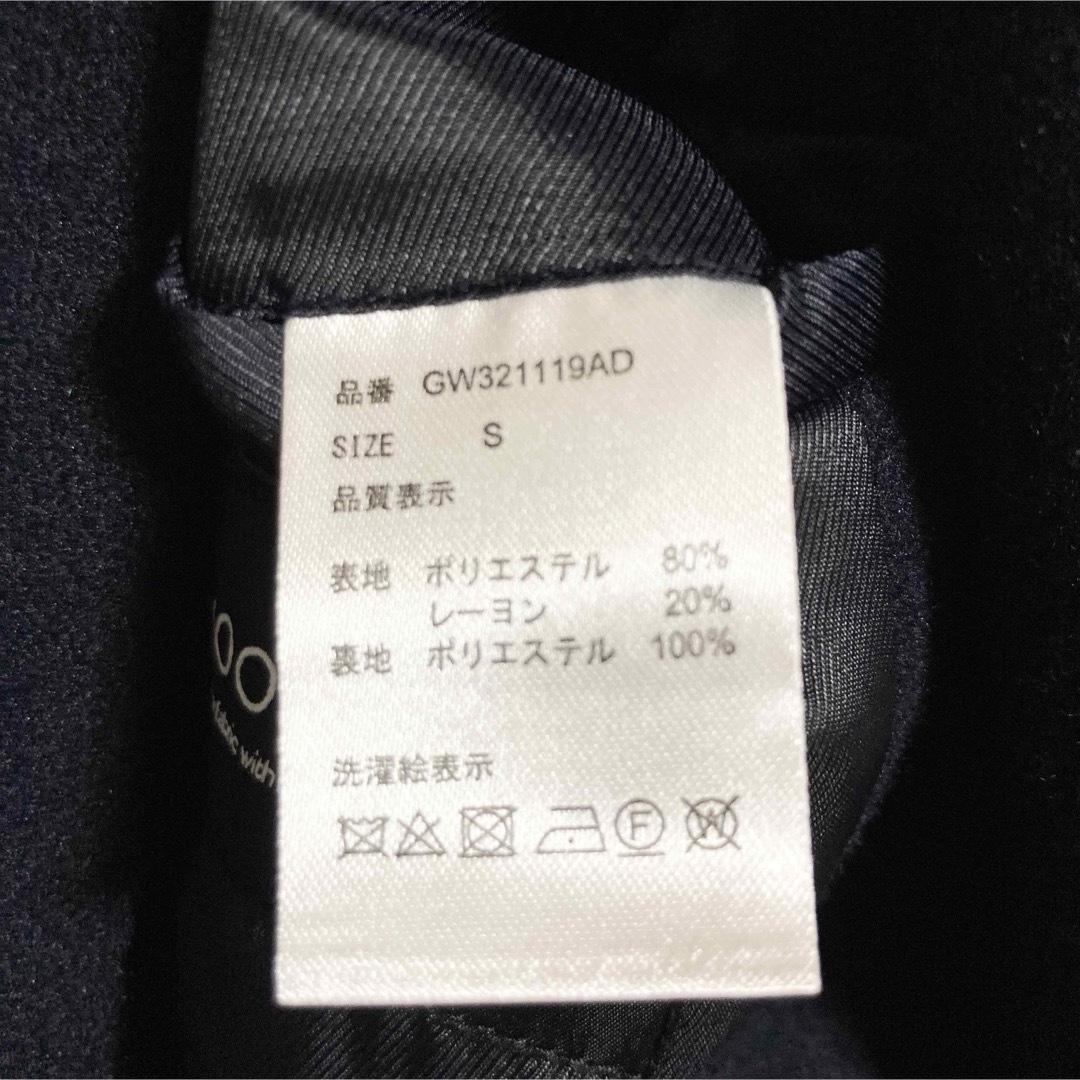 品番 GW321119AD
SIZE S
品質表示
表地 ポリエステル 80%
レーヨン 20%
裏地 ポリエステル 100%
洗濯絵表示
F W
with